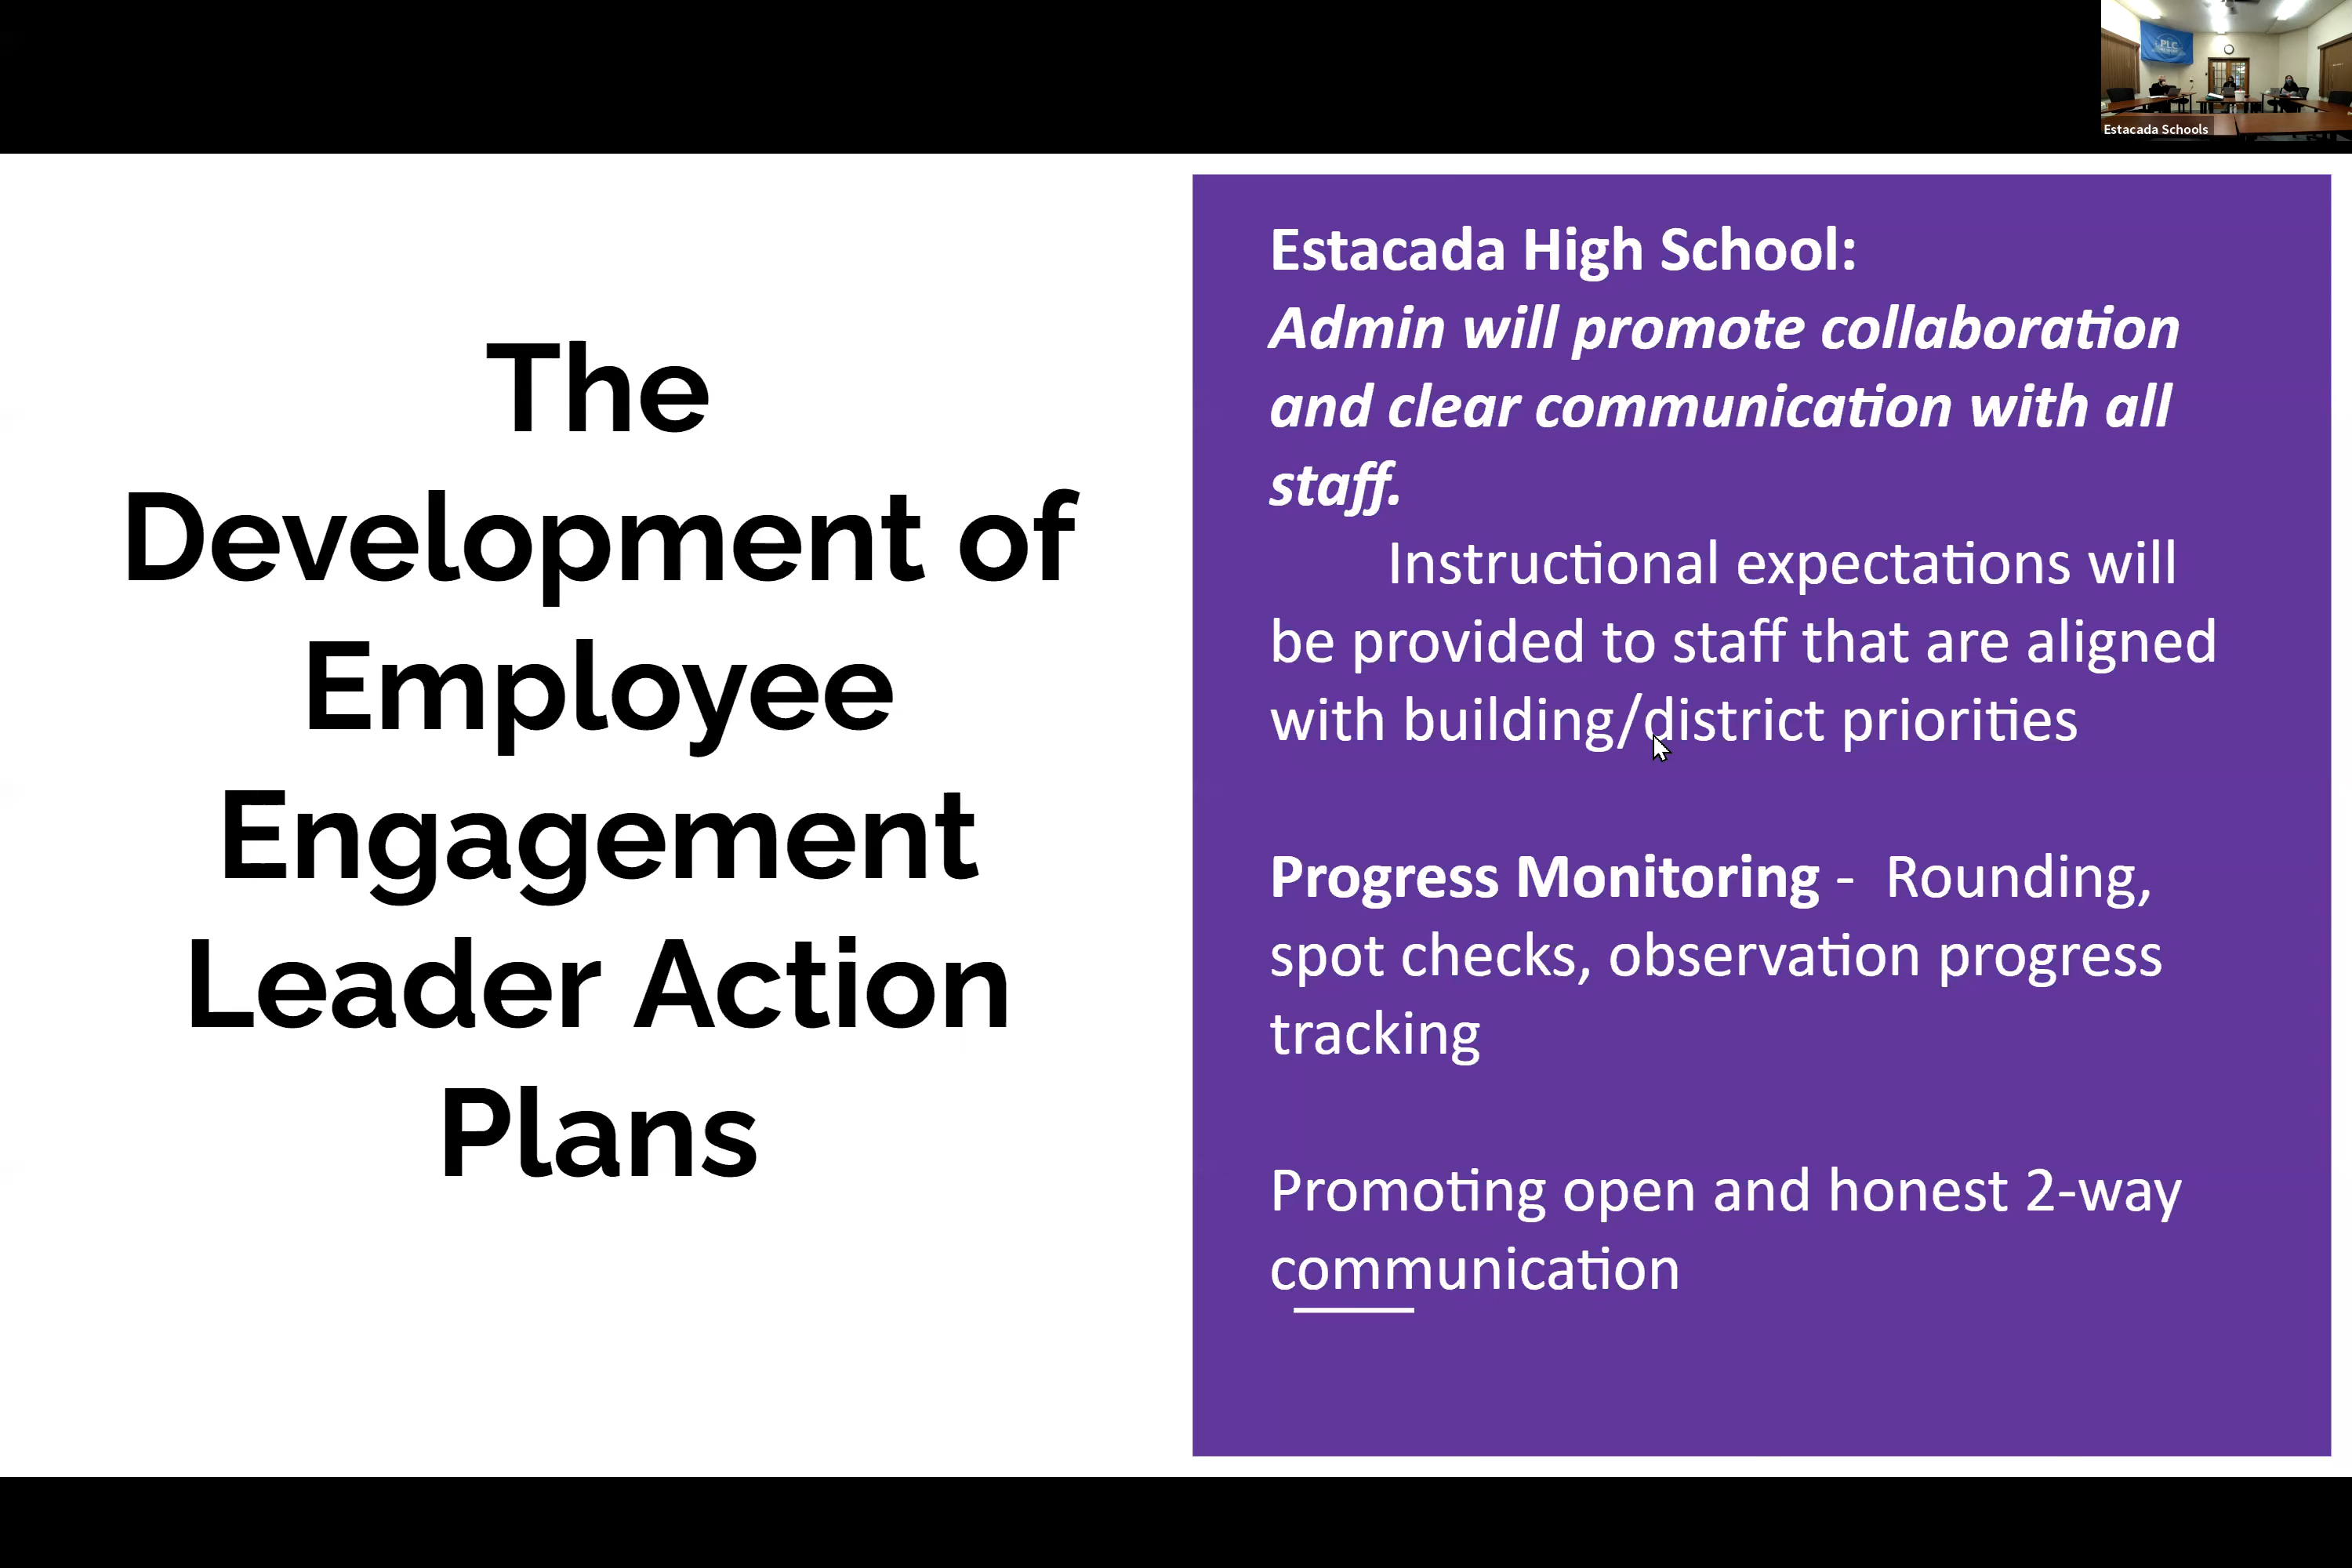 PLC
Estacada Schools
The
Development of
Employee
Engagement
Leader Action
Plans
Estacada High School:
Admin will promote collaboration
and clear communication with all
staff.
Instructional expectations will
be provided to staff that are aligned
with building/district priorities
Progress Monitoring - Rounding,
spot checks, observation progress
tracking
Promoting open and honest 2-way
communication